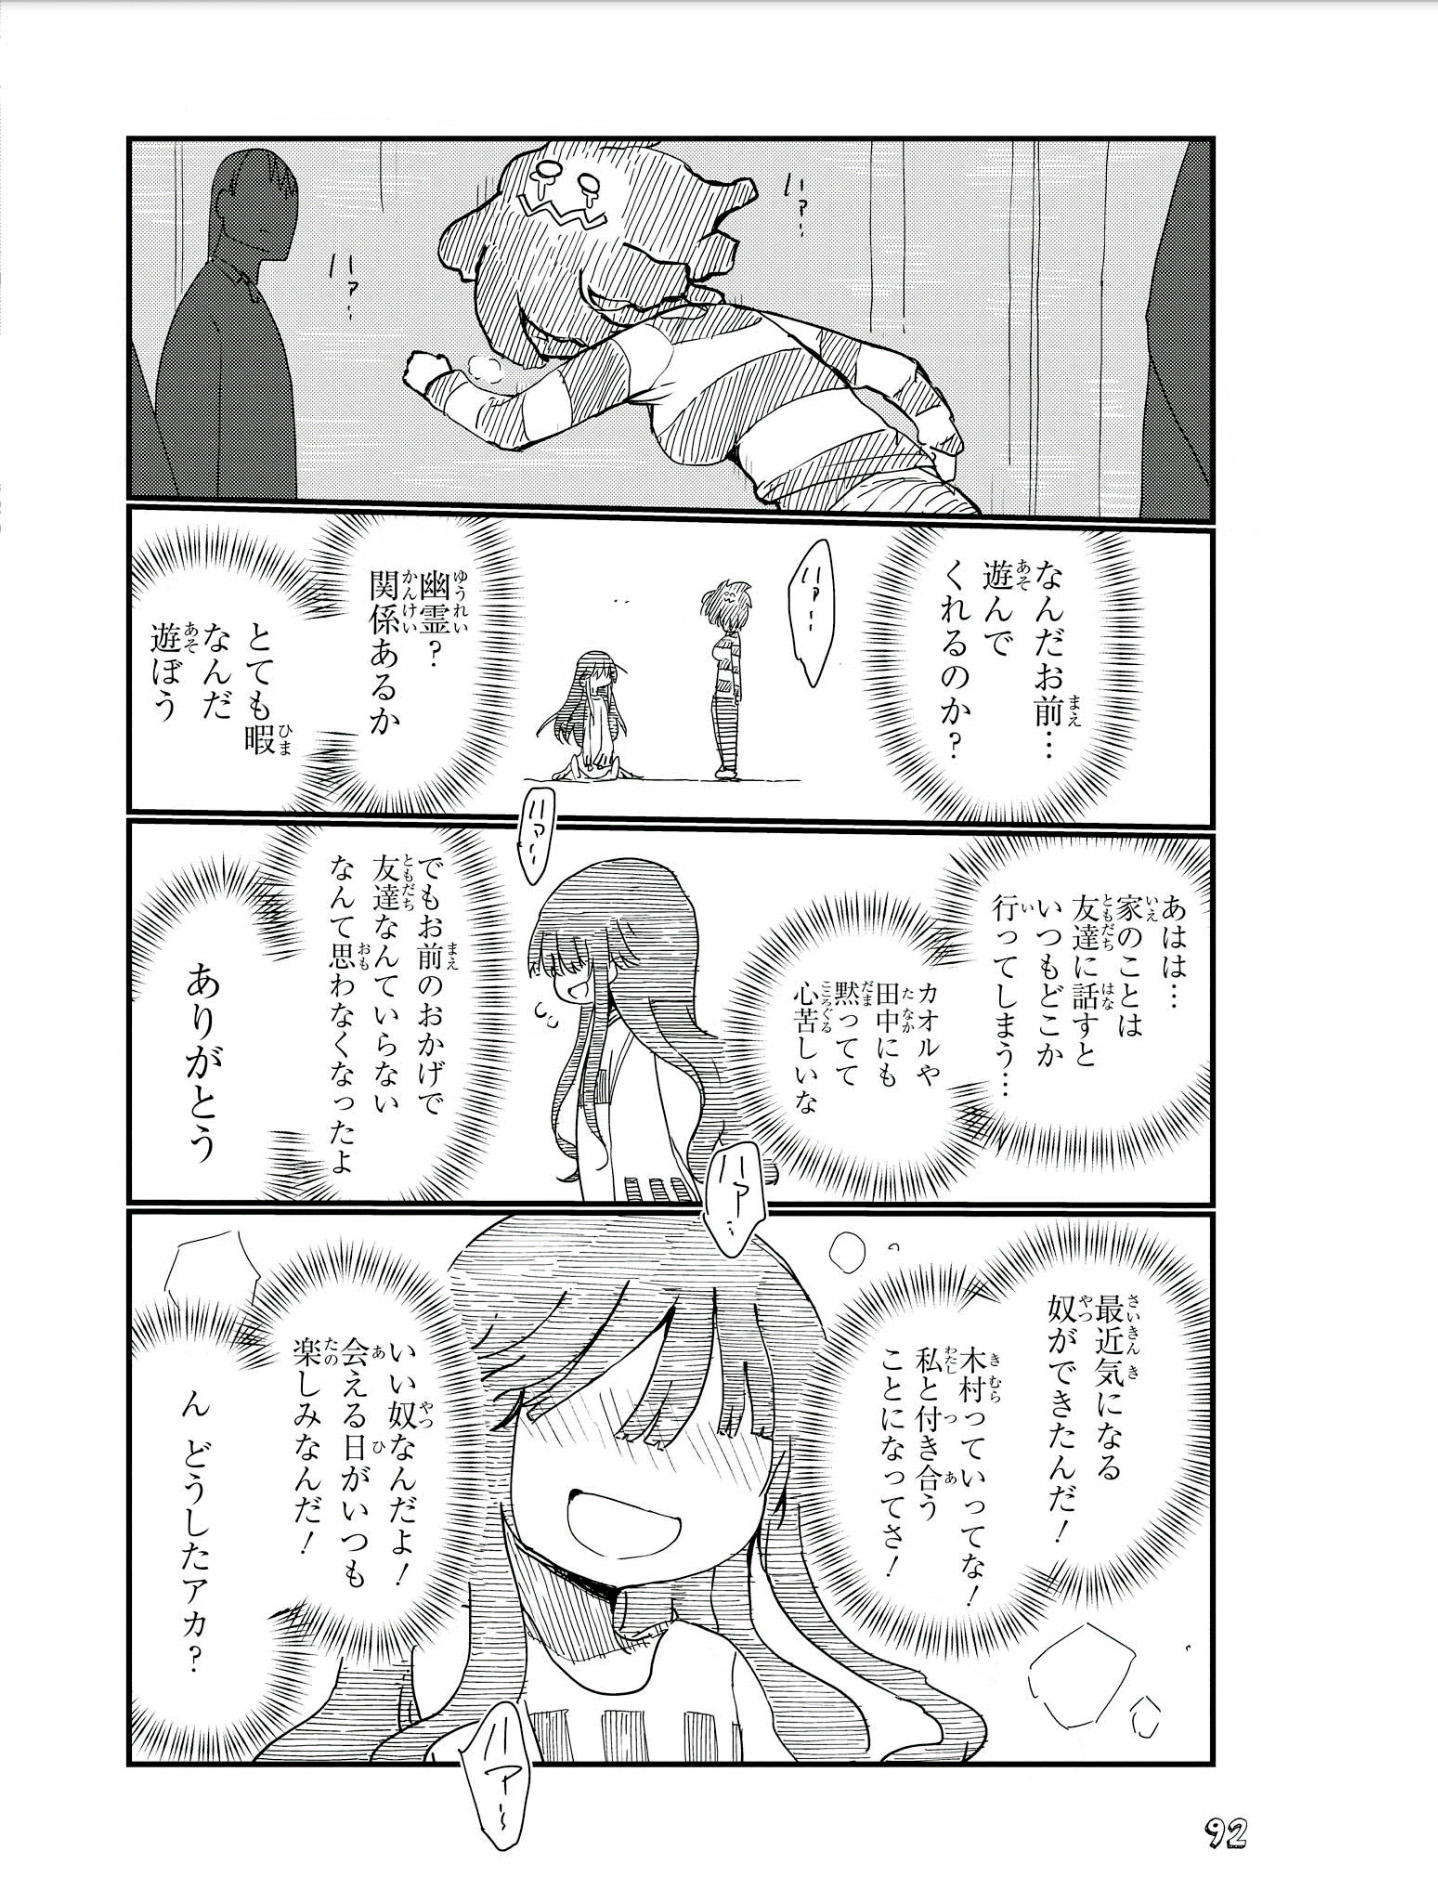 ハァ…
ハァ…
なんだお前…
遊んで
くれるのか？
ハァ…
幽霊？
関係あるか
とても暇
なんだ
遊ぼう
あはは…
家のことは
友達に話すと
いつもどこか
行ってしまう…
カオルや
田中にも
黙ってて
心苦しいな
ハァ…
でもお前のおかげで
友達なんていらない
なんて思わなくなったよ
ありがとう
ハァ…
最近気になる
奴ができたんだ！
木村っていってな！
私と付き合う
ことになってさ！
いい奴なんだよ！
会える日がいつも
楽しみなんだ！
ん どうしたアカ？
ハァ…
92